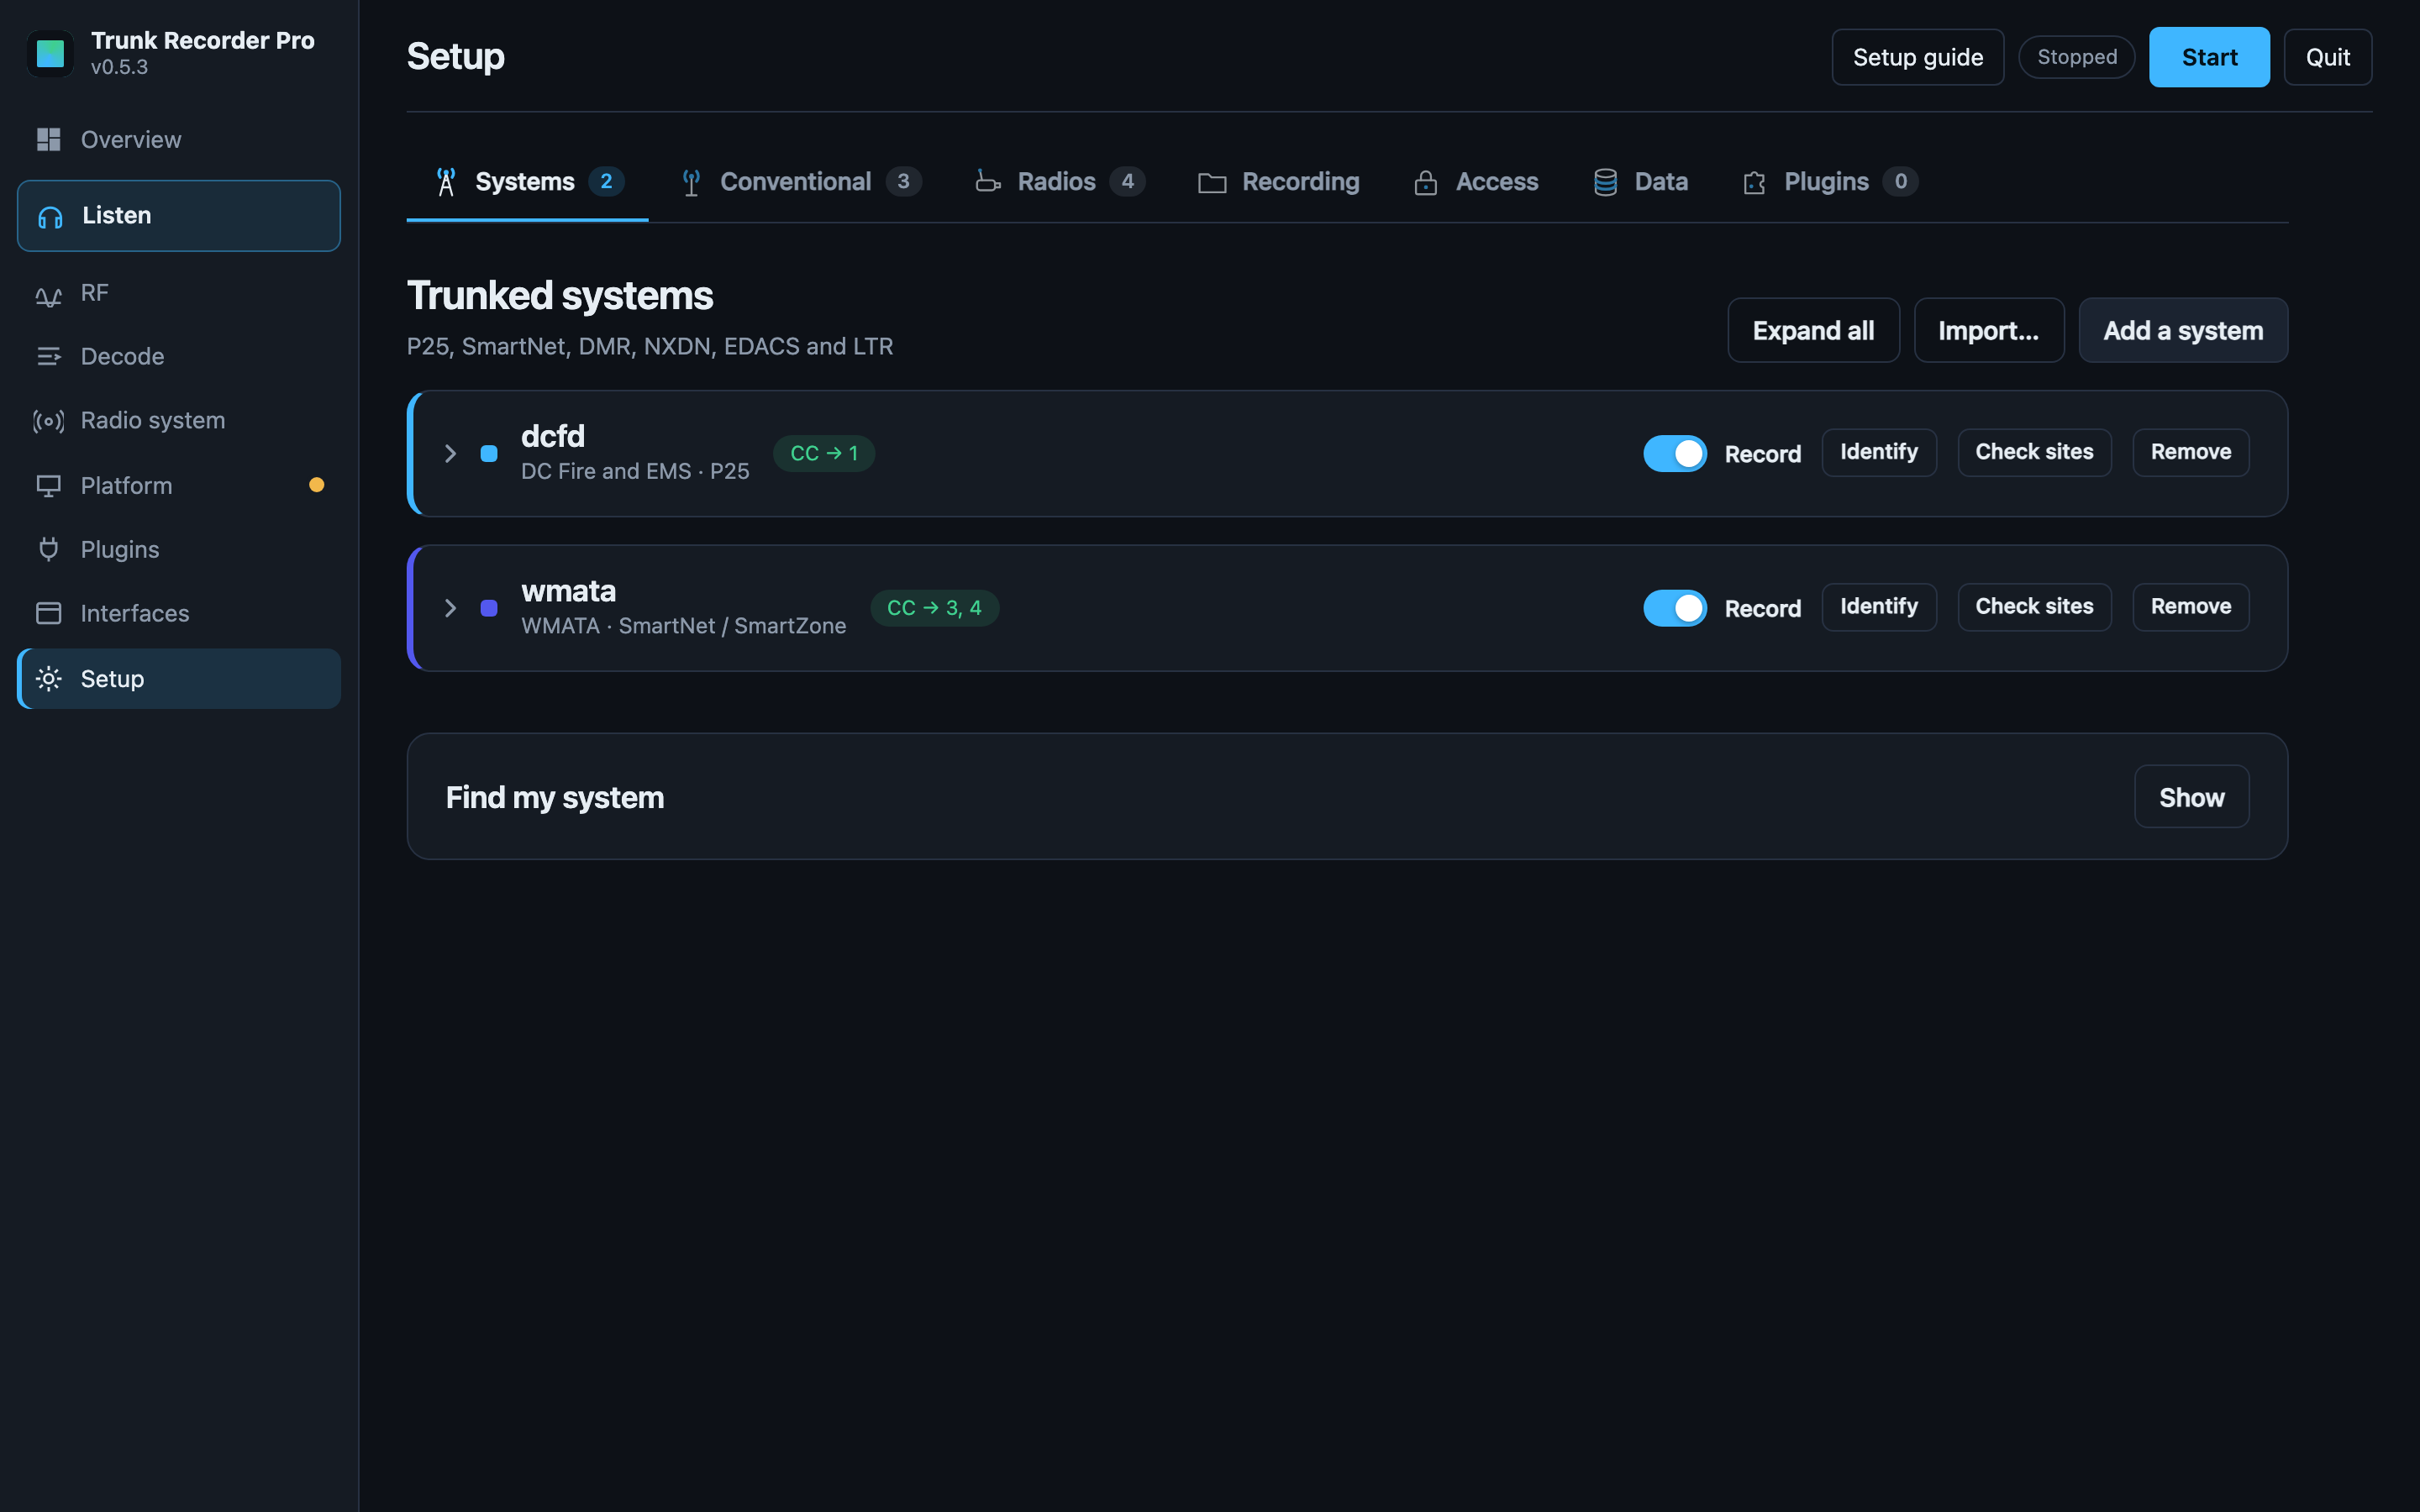 Trunk Recorder Pro
v0.5.3
Overview
Listen
RF
Decode
Radio system
Platform
Plugins
Interfaces
Setup
Setup
Setup guide
Stopped
Start
Quit
Systems 2
Conventional 3
Radios 4
Recording
Access
Data
Plugins 0
Trunked systems
P25, SmartNet, DMR, NXDN, EDACS and LTR
Expand all
Import...
Add a system
dcfd
DC Fire and EMS · P25
CC → 1
Record
Identify
Check sites
Remove
wmata
WMATA · SmartNet / SmartZone
CC → 3, 4
Record
Identify
Check sites
Remove
Find my system
Show